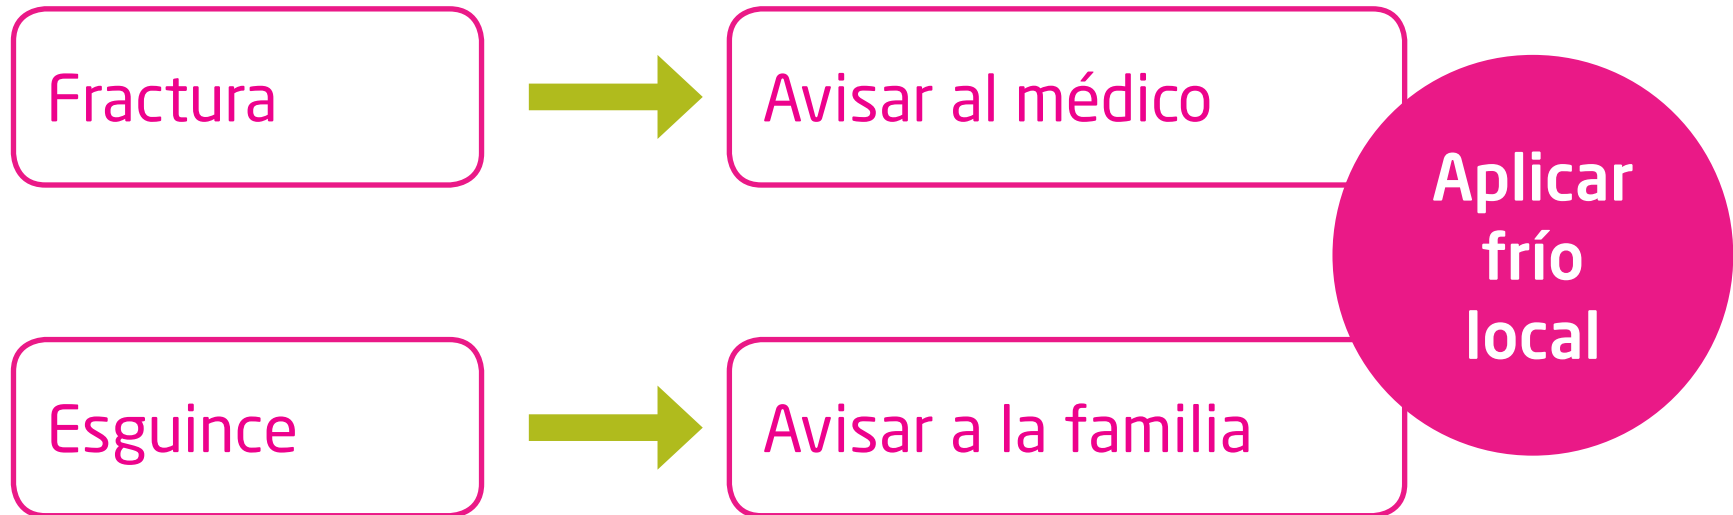 Fractura
Avisar al médico
Aplicar
frío
local
Esguince
Avisar a la familia